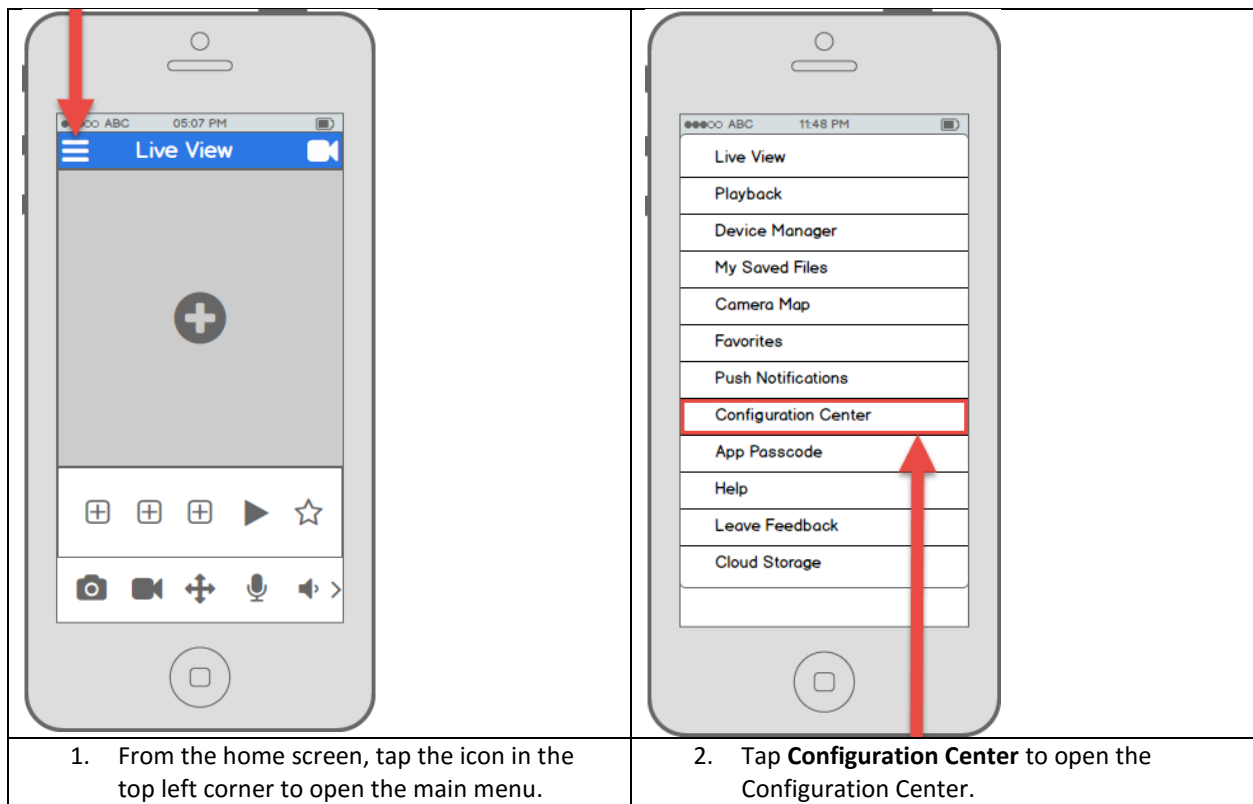 ABC 05:07 PM
Live View
1. From the home screen, tap the icon in the
top left corner to open the main menu.
ABC 11:48 PM
Live View
Playback
Device Manager
My Saved Files
Camera Map
Favorites
Push Notifications
Configuration Center
App Passcode
Help
Leave Feedback
Cloud Storage
2. Tap Configuration Center to open the
Configuration Center.